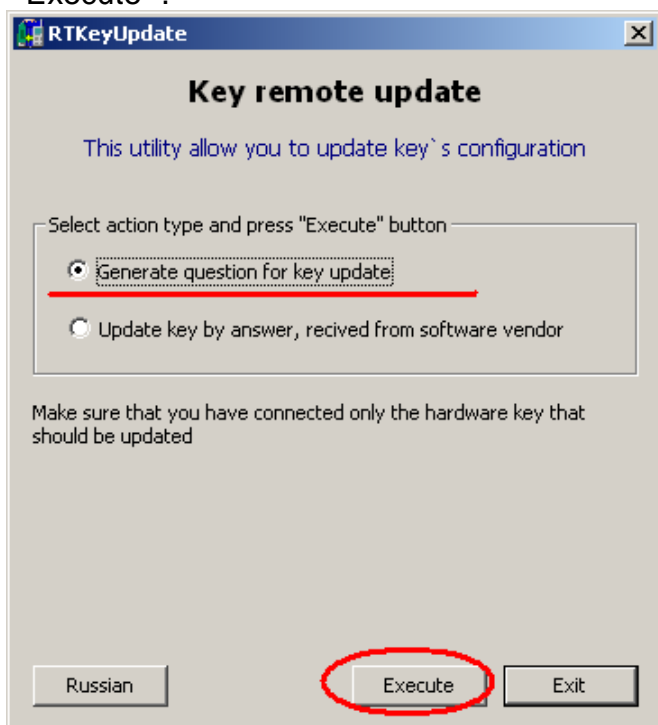 "Execute".
RTKeyUpdate
Key remote update
This utility allow you to update key`s configuration
Select action type and press "Execute" button
Generate question for key update
Update key by answer, recived from software vendor
Make sure that you have connected only the hardware key that
should be updated
Russian Execute Exit